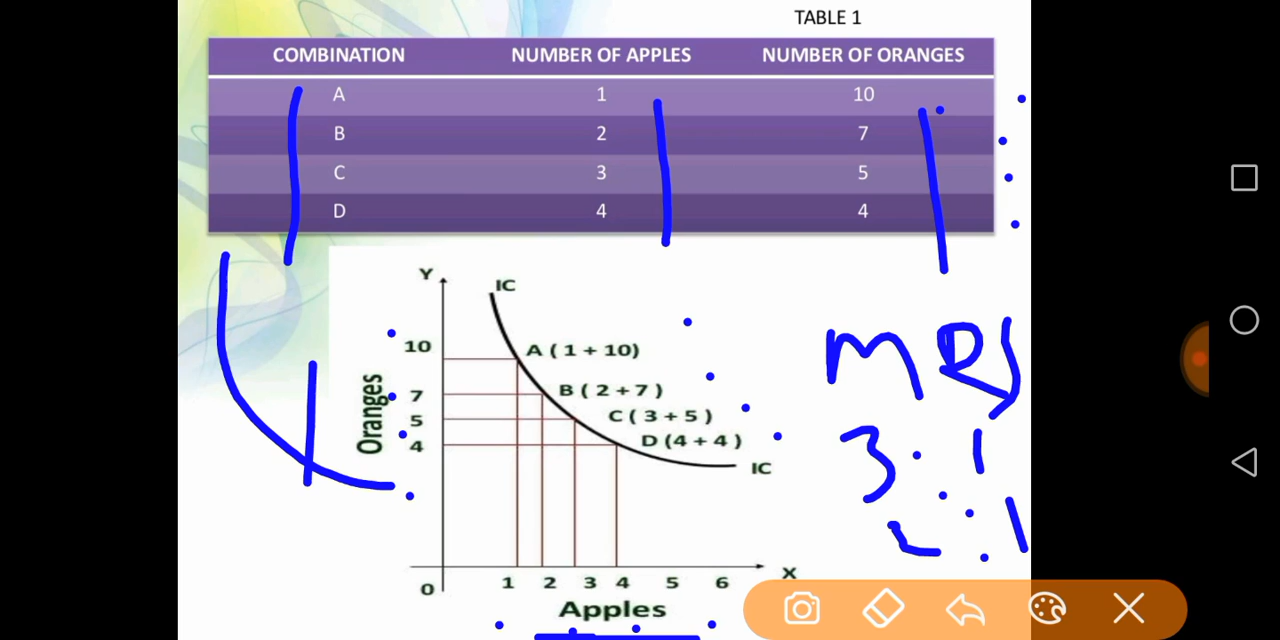 TABLE 1
COMBINATION NUMBER OF APPLES NUMBER OF ORANGES
A 1 10
B 2 7
C 3 5
D 4 4
Y
IC
10 A ( 1 + 10)
7 B ( 2 + 7 )
5 C ( 3 + 5 )
4 D (4 + 4 )
IC
Oranges
MRS
3 : 1
X
0 1 2 3 4 5 6
Apples